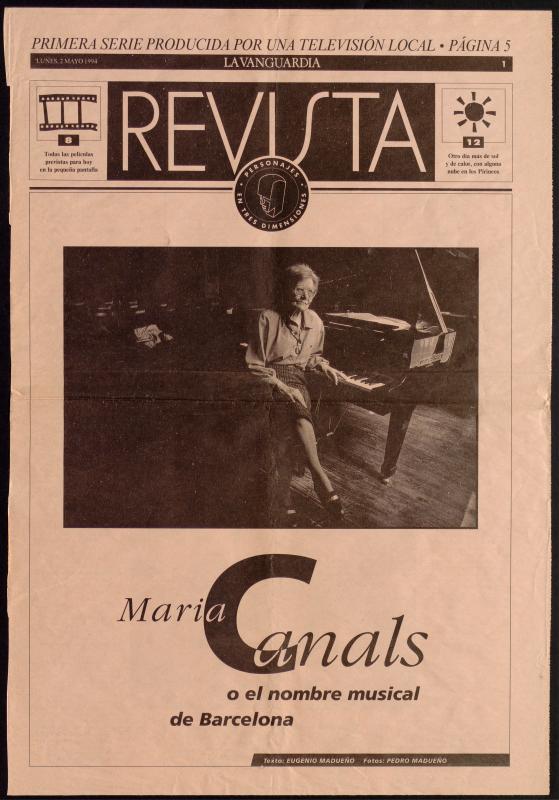 PRIMERA SERIE PRODUCIDA POR UNA TELEVISIÓN LOCAL • PÁGINA 5
LUNES, 2 MAYO 1994
LA VANGUARDIA
1
8
Todas las películas
previstas para hoy
en la pequeña pantalla
REVISTA
12
Otro día más de sol
y de calor, con alguna
nube en los Pirineos
PERSONAJES
EN TRES DIMENSIONES
Maria
Canals
o el nombre musical
de Barcelona
Texto: EUGENIO MADUEÑO Fotos: PEDRO MADUEÑO